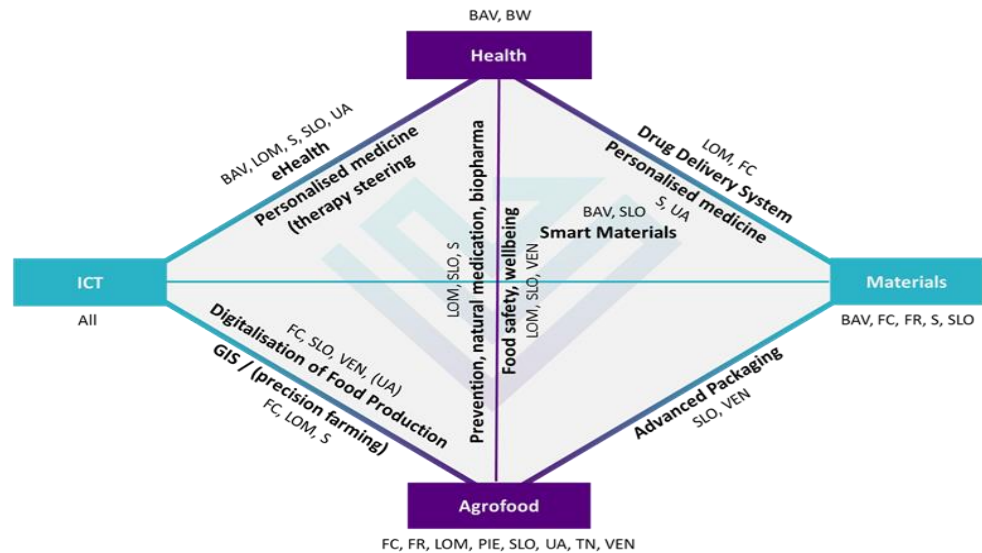 BAV, BW
Health
BAV, LOM, S, SLO, UA
eHealth
Personalised medicine
(therapy steering
LOM, FC
Drug Delivery System
Personalised medicine
S, UA
BAV, SLO
Smart Materials
LOM, SLO, S
Prevention, natural medication, biopharma
Food safety, wellbeing
LOM, SLO, VEN
ICT
All
Materials
BAV, FC, FR, S, SLO
FC, SLO, VEN, (UA)
Digitalisation of Food Production
GIS / (precision farming)
FC, LOM, S
Advanced Packaging
SLO, VEN
Agrofood
FC, FR, LOM, PIE, SLO, UA, TN, VEN